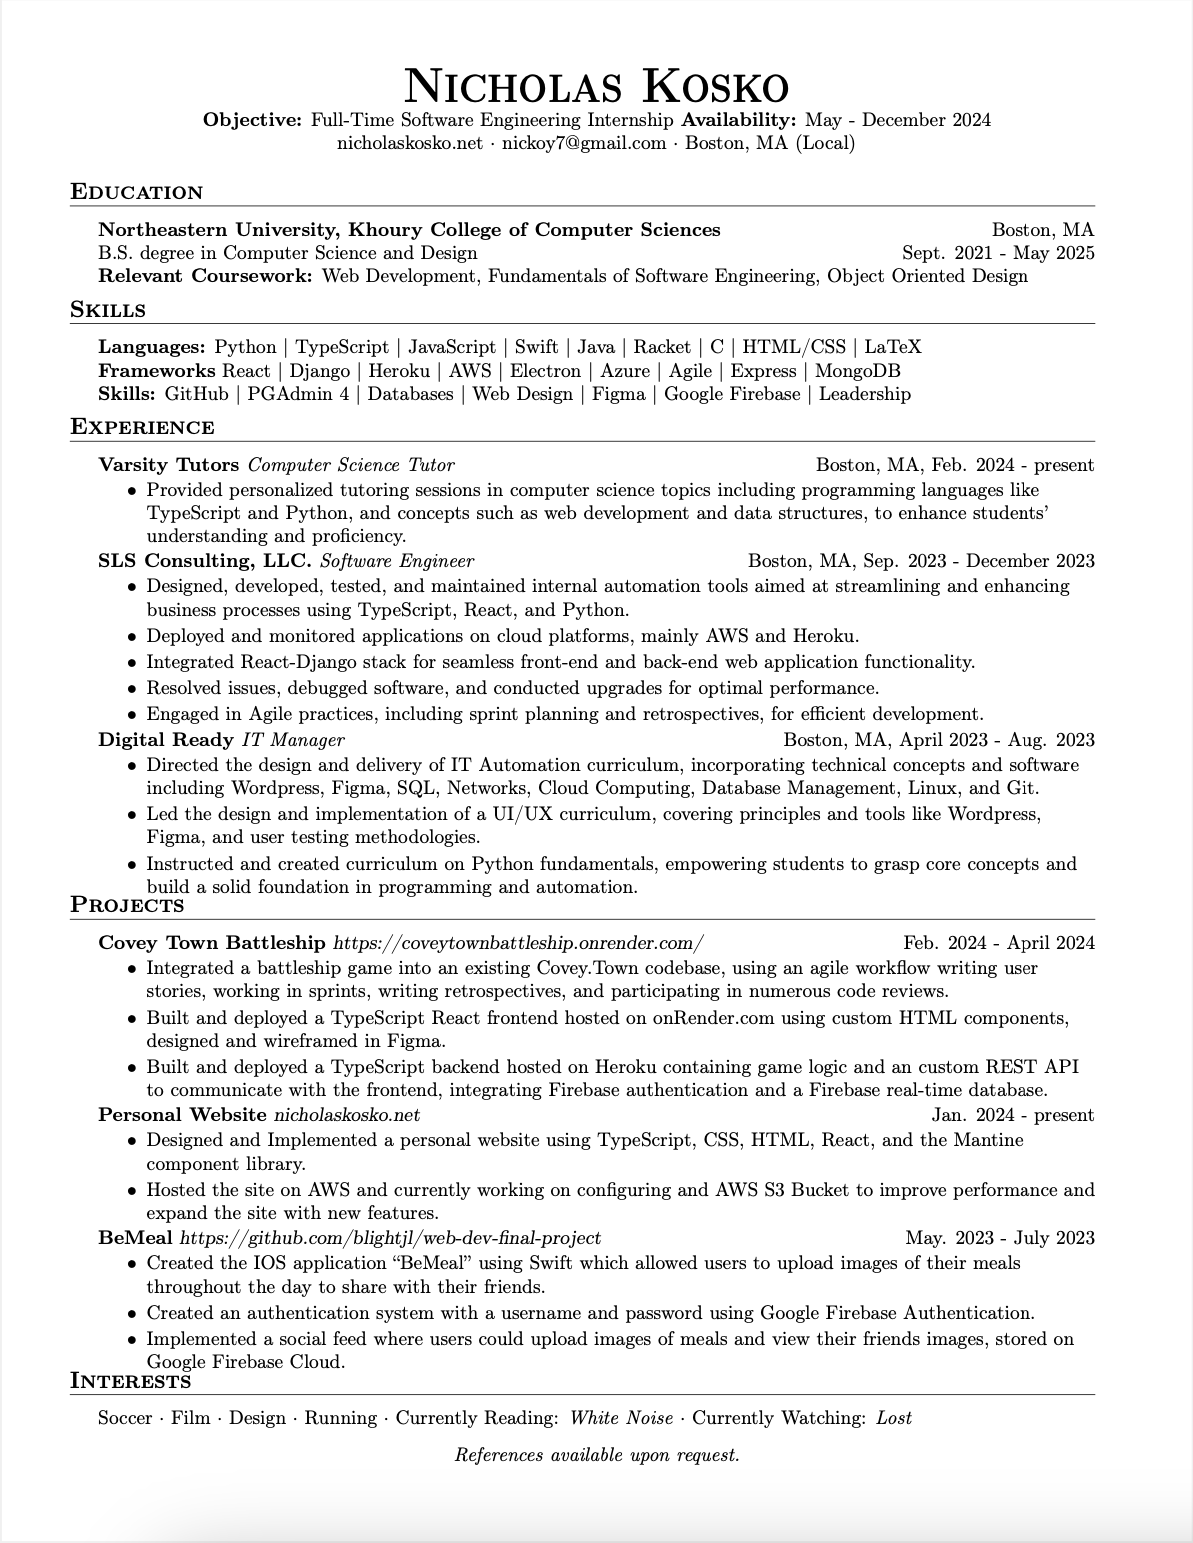 Nicholas Kosko
Objective: Full-Time Software Engineering Internship Availability: May - December 2024
nicholaskosko.net · nickoy7@gmail.com · Boston, MA (Local)
Education
Northeastern University, Khoury College of Computer Sciences Boston, MA
B.S. degree in Computer Science and Design Sept. 2021 - May 2025
Relevant Coursework: Web Development, Fundamentals of Software Engineering, Object Oriented Design
Skills
Languages: Python | TypeScript | JavaScript | Swift | Java | Racket | C | HTML/CSS | LaTeX
Frameworks React | Django | Heroku | AWS | Electron | Azure | Agile | Express | MongoDB
Skills: GitHub | PGAdmin 4 | Databases | Web Design | Figma | Google Firebase | Leadership
Experience
Varsity Tutors Computer Science Tutor Boston, MA, Feb. 2024 - present
• Provided personalized tutoring sessions in computer science topics including programming languages like
TypeScript and Python, and concepts such as web development and data structures, to enhance students’
understanding and proficiency.
SLS Consulting, LLC. Software Engineer Boston, MA, Sep. 2023 - December 2023
• Designed, developed, tested, and maintained internal automation tools aimed at streamlining and enhancing
business processes using TypeScript, React, and Python.
• Deployed and monitored applications on cloud platforms, mainly AWS and Heroku.
• Integrated React-Django stack for seamless front-end and back-end web application functionality.
• Resolved issues, debugged software, and conducted upgrades for optimal performance.
• Engaged in Agile practices, including sprint planning and retrospectives, for efficient development.
Digital Ready IT Manager Boston, MA, April 2023 - Aug. 2023
• Directed the design and delivery of IT Automation curriculum, incorporating technical concepts and software
including Wordpress, Figma, SQL, Networks, Cloud Computing, Database Management, Linux, and Git.
• Led the design and implementation of a UI/UX curriculum, covering principles and tools like Wordpress,
Figma, and user testing methodologies.
• Instructed and created curriculum on Python fundamentals, empowering students to grasp core concepts and
build a solid foundation in programming and automation.
Projects
Covey Town Battleship https://coveytownbattleship.onrender.com/ Feb. 2024 - April 2024
• Integrated a battleship game into an existing Covey.Town codebase, using an agile workflow writing user
stories, working in sprints, writing retrospectives, and participating in numerous code reviews.
• Built and deployed a TypeScript React frontend hosted on onRender.com using custom HTML components,
designed and wireframed in Figma.
• Built and deployed a TypeScript backend hosted on Heroku containing game logic and an custom REST API
to communicate with the frontend, integrating Firebase authentication and a Firebase real-time database.
Personal Website nicholaskosko.net Jan. 2024 - present
• Designed and Implemented a personal website using TypeScript, CSS, HTML, React, and the Mantine
component library.
• Hosted the site on AWS and currently working on configuring and AWS S3 Bucket to improve performance and
expand the site with new features.
BeMeal https://github.com/blightjl/web-dev-final-project May. 2023 - July 2023
• Created the IOS application “BeMeal” using Swift which allowed users to upload images of their meals
throughout the day to share with their friends.
• Created an authentication system with a username and password using Google Firebase Authentication.
• Implemented a social feed where users could upload images of meals and view their friends images, stored on
Google Firebase Cloud.
Interests
Soccer · Film · Design · Running · Currently Reading: White Noise · Currently Watching: Lost
References available upon request.